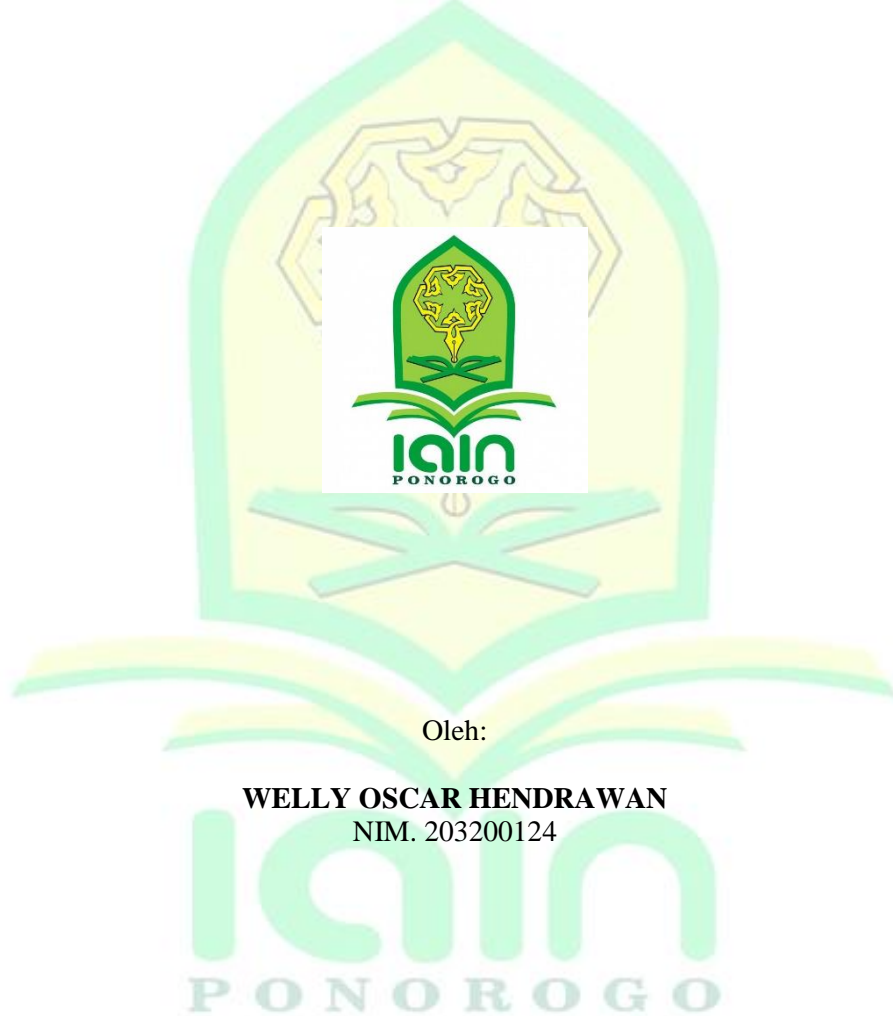 iain
PONOROGO
Oleh:
WELLY OSCAR HENDRAWAN
NIM. 203200124
iain
PONOROGO